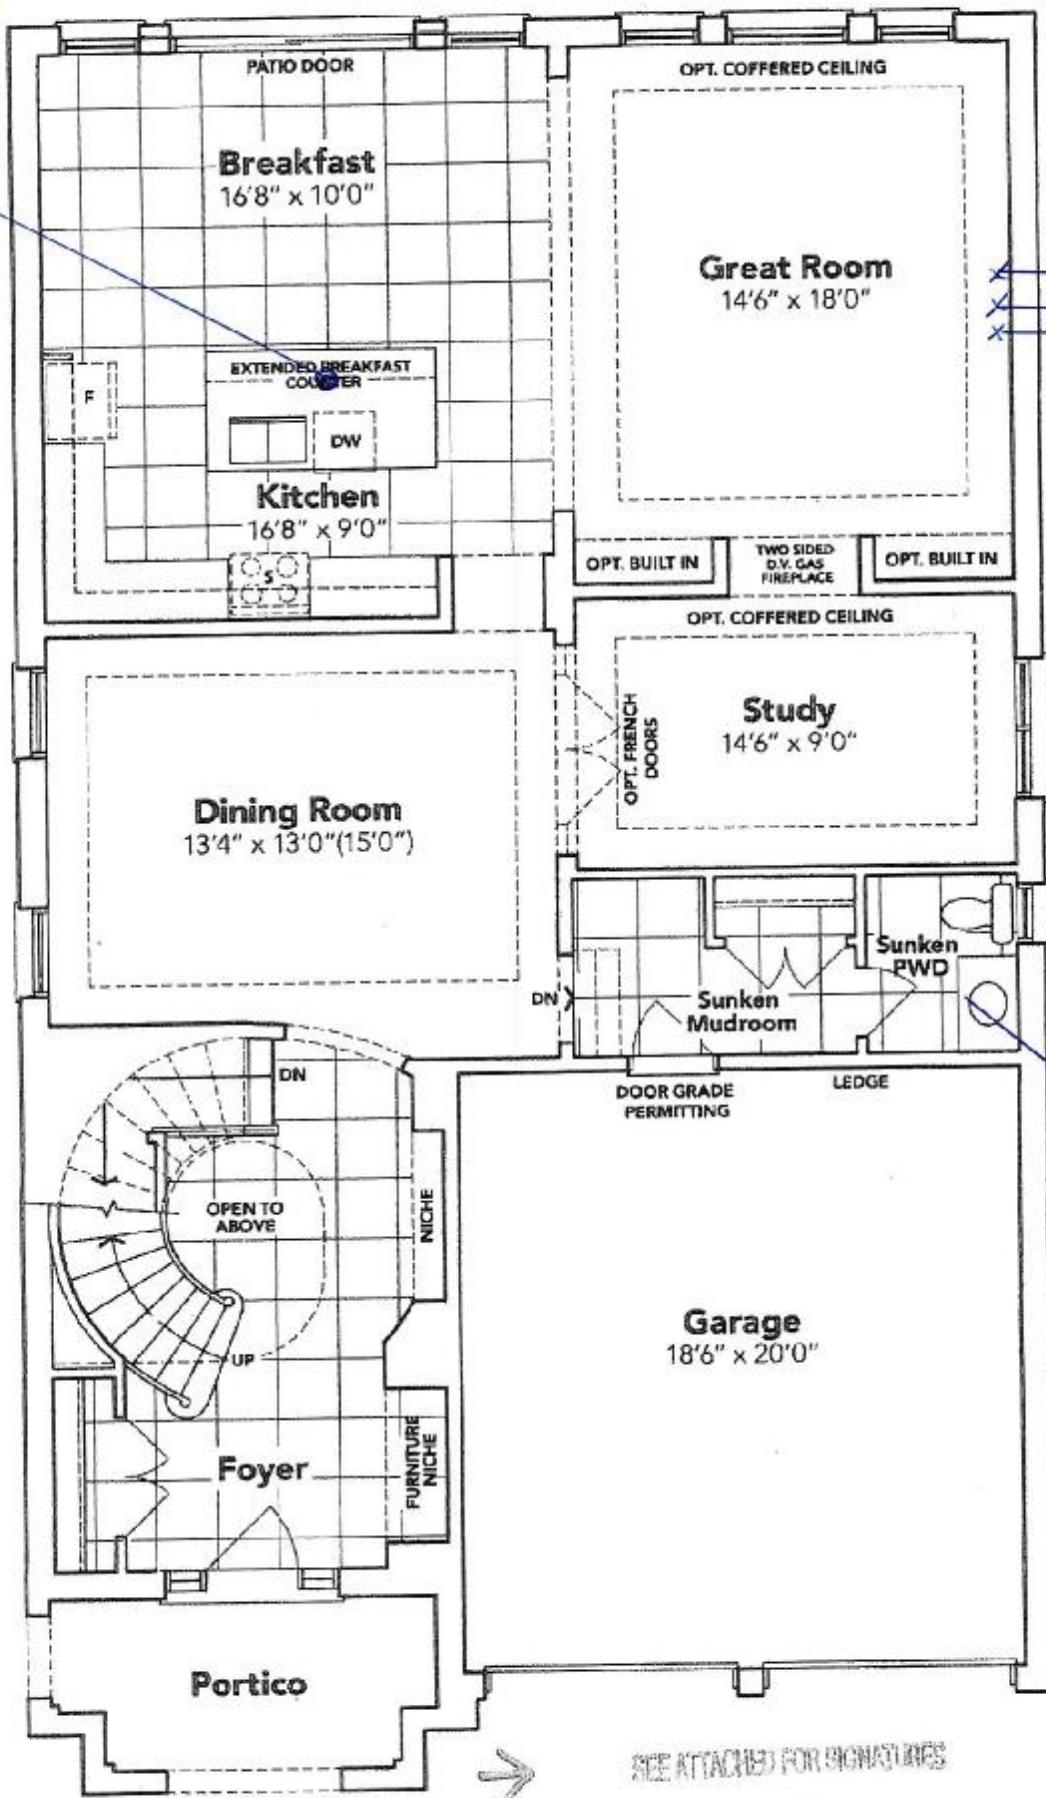 PATIO DOOR
OPT. COFFERED CEILING
Breakfast
16'8" x 10'0"
Great Room
14'6" x 18'0"
EXTENDED BREAKFAST
COUNTER
F
DW
Kitchen
16'8" x 9'0"
S
OPT. BUILT IN
TWO SIDED
D.V. GAS
FIREPLACE
OPT. BUILT IN
OPT. COFFERED CEILING
OPT. FRENCH
DOORS
Study
14'6" x 9'0"
Dining Room
13'4" x 13'0"(15'0")
Sunken
PWD
DN
Sunken
Mudroom
DN
DOOR GRADE
PERMITTING
LEDGE
OPEN TO
ABOVE
NICHE
Garage
18'6" x 20'0"
UP
Foyer
FURNITURE
NICHE
Portico
SEE ATTACHED FOR SIGNATURES